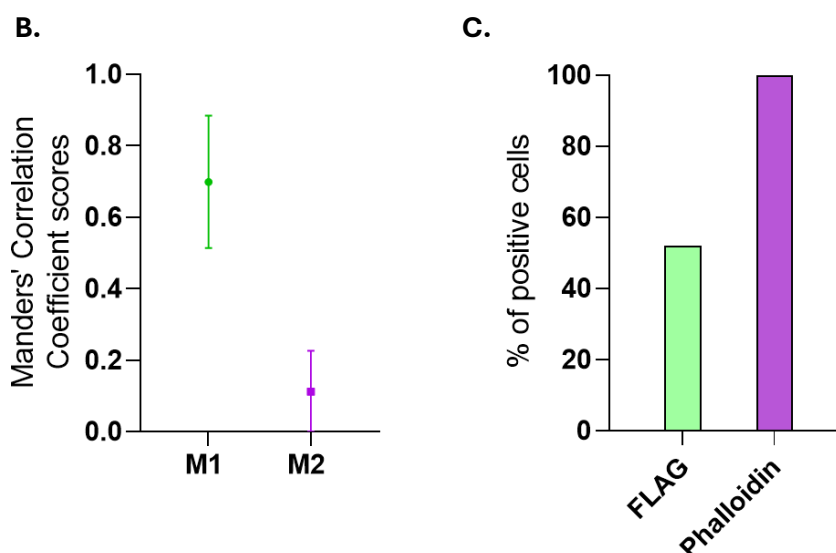 B.
Manders' Correlation
Coefficient scores
1.0
0.8
0.6
0.4
0.2
0.0
M1 M2
C.
% of positive cells
100
80
60
40
20
0
FLAG
Phalloidin